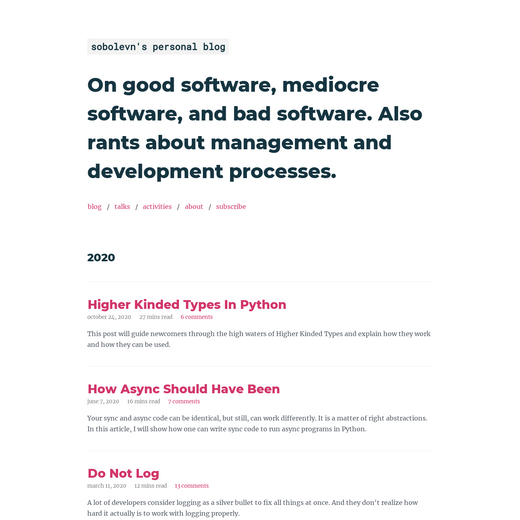 sobolevn's personal blog
On good software, mediocre
software, and bad software. Also
rants about management and
development processes.
blog / talks / activities / about / subscribe
2020
Higher Kinded Types In Python
october 24, 2020 27 mins read 6 comments
This post will guide newcomers through the high waters of Higher Kinded Types and explain how they work
and how they can be used.
How Async Should Have Been
june 7, 2020 16 mins read 7 comments
Your sync and async code can be identical, but still, can work differently. It is a matter of right abstractions.
In this article, I will show how one can write sync code to run async programs in Python.
Do Not Log
march 11, 2020 12 mins read 13 comments
A lot of developers consider logging as a silver bullet to fix all things at once. And they don't realize how
hard it actually is to work with logging properly.